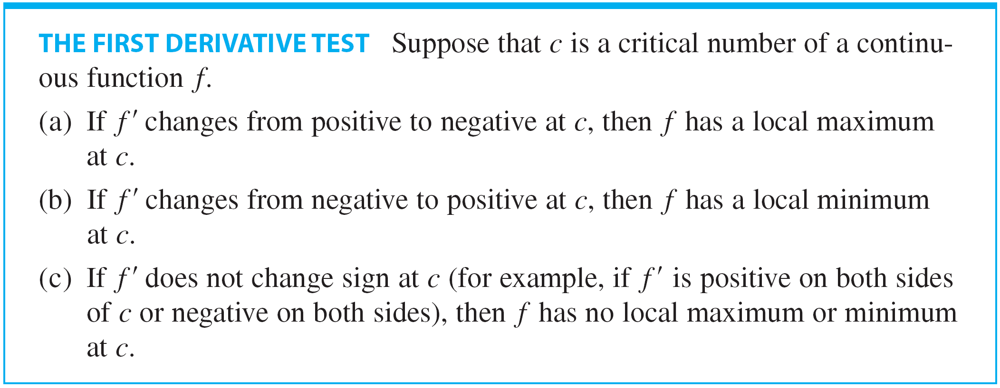 THE FIRST DERIVATIVE TEST Suppose that c is a critical number of a continu-
ous function f.
(a) If f′ changes from positive to negative at c, then f has a local maximum
at c.
(b) If f′ changes from negative to positive at c, then f has a local minimum
at c.
(c) If f′ does not change sign at c (for example, if f′ is positive on both sides
of c or negative on both sides), then f has no local maximum or minimum
at c.